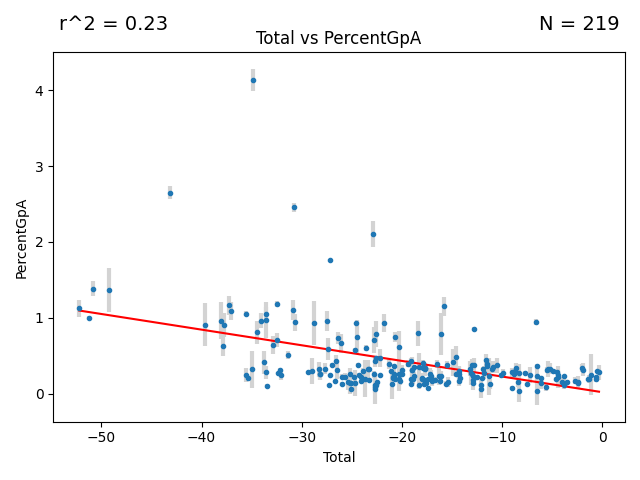 r^2 = 0.23
N = 219
Total vs PercentGpA
4
3
2
1
0
PercentGpA
−50
−40
−30
−20
−10
0
Total